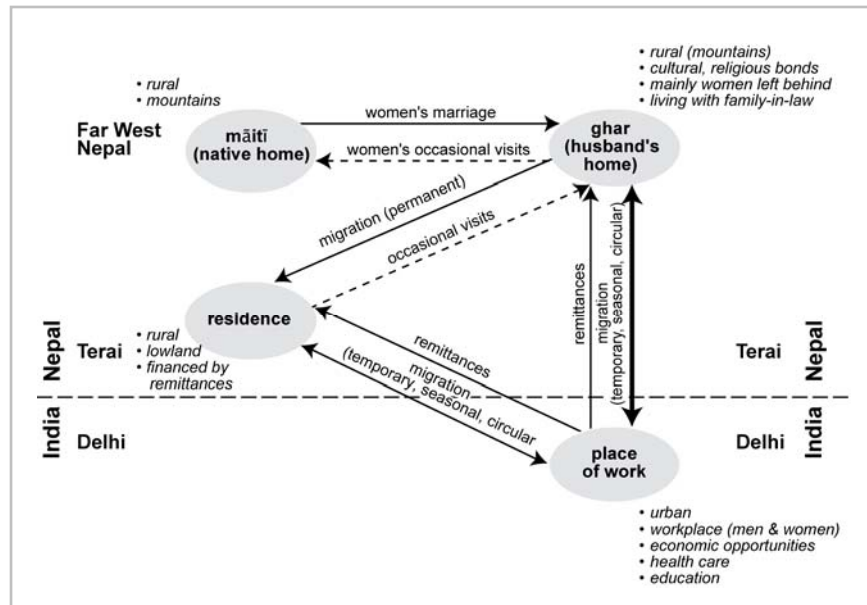 • rural
• mountains
• rural (mountains)
• cultural, religious bonds
• mainly women left behind
• living with family-in-law
Far West
Nepal
māitī
(native home)
women's marriage
women's occasional visits
ghar
(husband's
home)
migration (permanent)
occasional visits
remittances
migration
(temporary, seasonal, circular)
residence
Nepal
Terai
• rural
• lowland
• financed by
remittances
remittances
migration
(temporary, seasonal, circular
Terai
Nepal
India
Delhi
place
of work
Delhi
India
• urban
• workplace (men & women)
• economic opportunities
• health care
• education